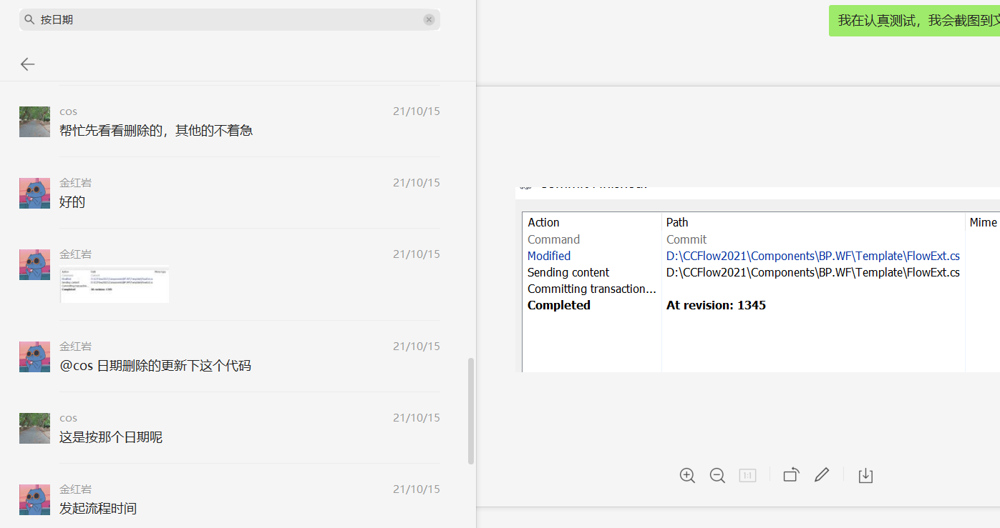 按日期
cos
21/10/15
帮忙先看看删除的，其他的不着急
金红岩
21/10/15
好的
金红岩
21/10/15
金红岩
21/10/15
@cos 日期删除的更新下这个代码
cos
21/10/15
这是按那个日期呢
金红岩
21/10/15
发起流程时间
我在认真测试，我会截图到文
Action Path Mime
Command Commit
Modified D:\CCFlow2021\Components\BP.WF\Template\FlowExt.cs
Sending content D:\CCFlow2021\Components\BP.WF\Template\FlowExt.cs
Committing transaction...
Completed At revision: 1345
1:1